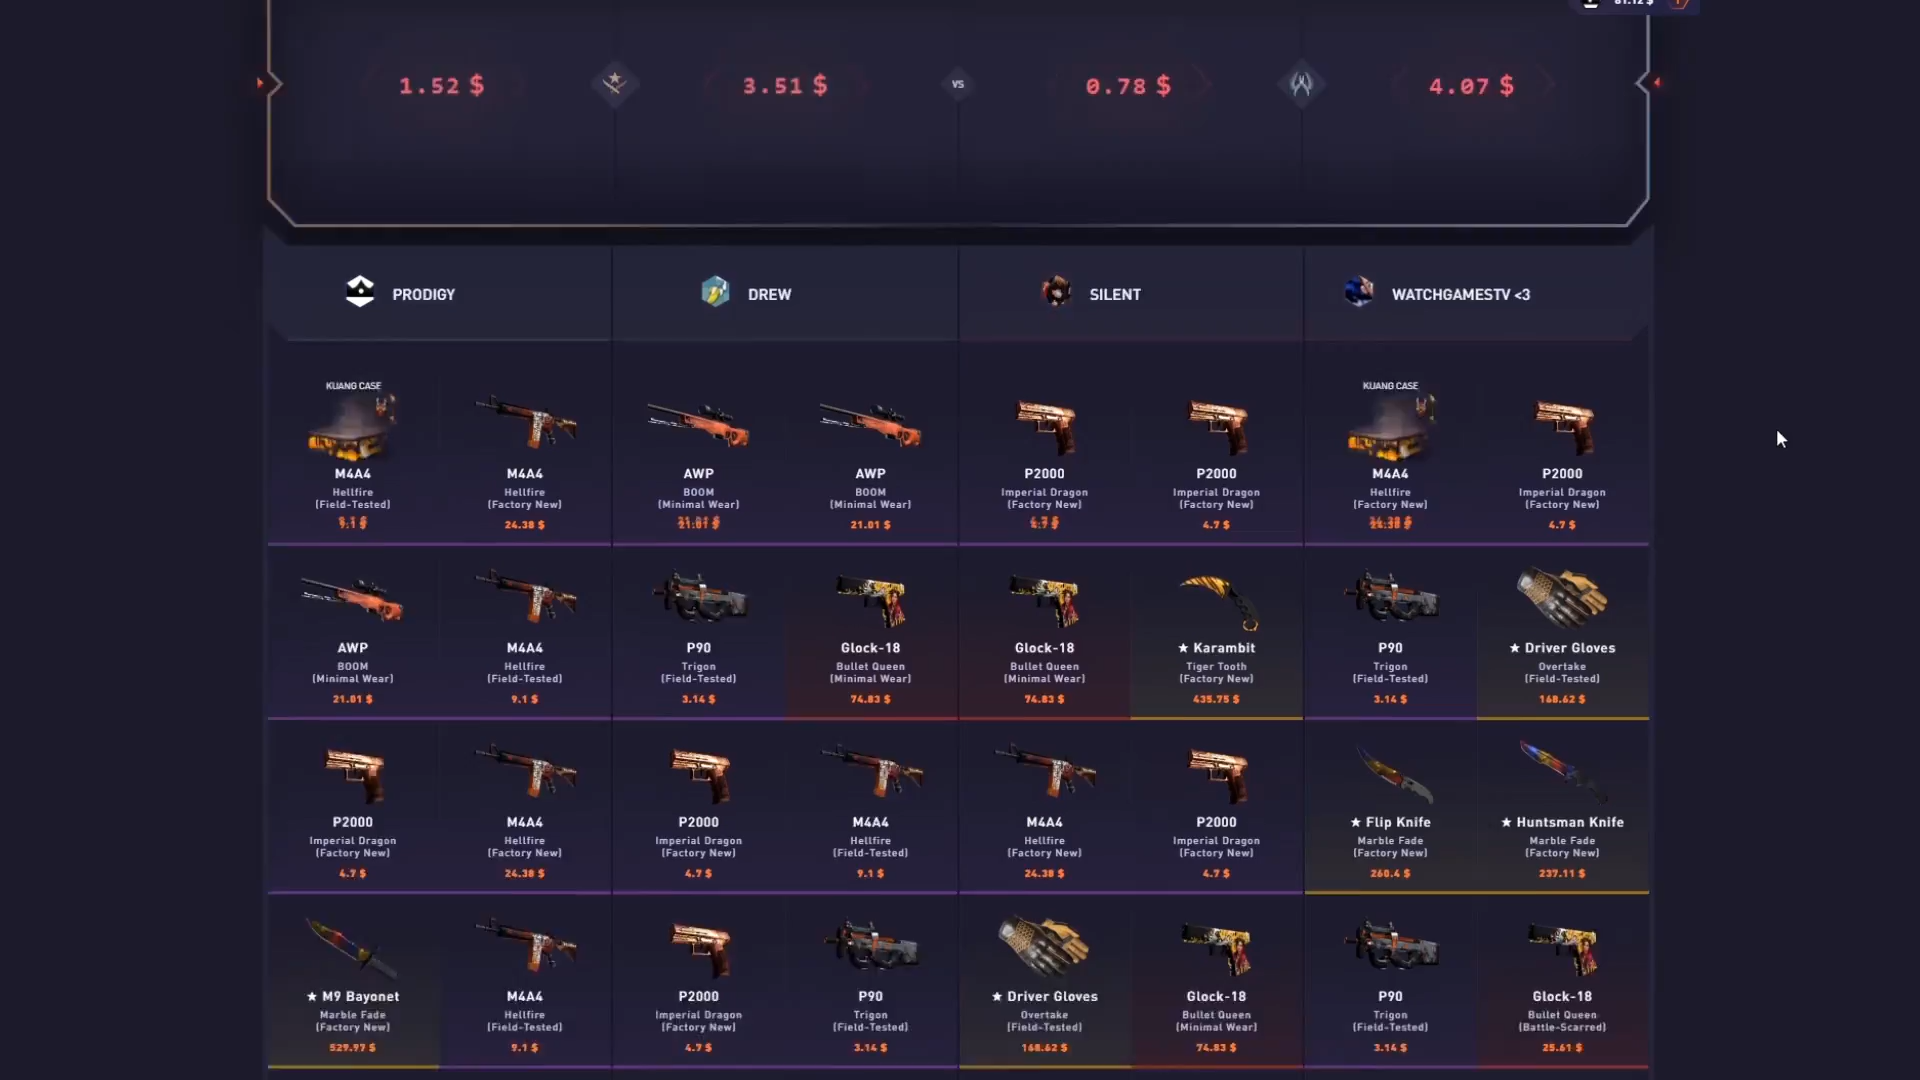 1.52 $
3.51 $
VS
0.78 $
4.07 $
PRODIGY
DREW
SILENT
WATCHGAMESTV <3
KUANG CASE
M4A4
Hellfire
(Field-Tested)
M4A4
Hellfire
(Factory New)
24.38 $
AWP
BOOM
(Minimal Wear)
AWP
BOOM
(Minimal Wear)
21.01 $
P2000
Imperial Dragon
(Factory New)
P2000
Imperial Dragon
(Factory New)
4.7 $
KUANG CASE
M4A4
Hellfire
(Factory New)
P2000
Imperial Dragon
(Factory New)
4.7 $
AWP
BOOM
(Minimal Wear)
21.01 $
M4A4
Hellfire
(Field-Tested)
9.1 $
P90
Trigon
(Field-Tested)
3.14 $
Glock-18
Bullet Queen
(Minimal Wear)
74.83 $
Glock-18
Bullet Queen
(Minimal Wear)
74.83 $
★ Karambit
Tiger Tooth
(Factory New)
435.75 $
P90
Trigon
(Field-Tested)
3.14 $
★ Driver Gloves
Overtake
(Field-Tested)
168.62 $
P2000
Imperial Dragon
(Factory New)
4.7 $
M4A4
Hellfire
(Factory New)
24.38 $
P2000
Imperial Dragon
(Factory New)
4.7 $
M4A4
Hellfire
(Field-Tested)
9.1 $
M4A4
Hellfire
(Factory New)
24.38 $
P2000
Imperial Dragon
(Factory New)
4.7 $
★ Flip Knife
Marble Fade
(Factory New)
260.4 $
★ Huntsman Knife
Marble Fade
(Factory New)
237.11 $
★ M9 Bayonet
Marble Fade
(Factory New)
529.97 $
M4A4
Hellfire
(Field-Tested)
9.1 $
P2000
Imperial Dragon
(Factory New)
4.7 $
P90
Trigon
(Field-Tested)
3.14 $
★ Driver Gloves
Overtake
(Field-Tested)
168.62 $
Glock-18
Bullet Queen
(Minimal Wear)
74.83 $
P90
Trigon
(Field-Tested)
3.14 $
Glock-18
Bullet Queen
(Battle-Scarred)
25.61 $